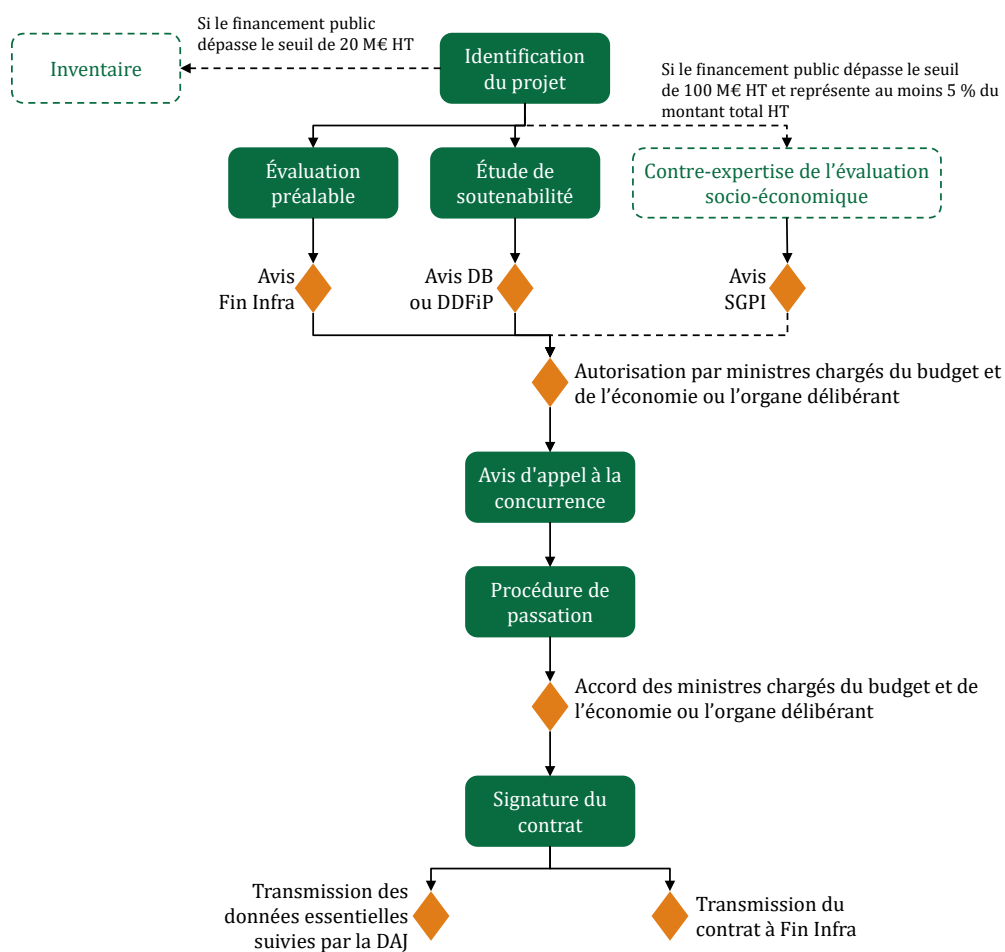 Si le financement public
dépasse le seuil de 20 M€ HT
Inventaire
Identification
du projet
Si le financement public dépasse le seuil
de 100 M€ HT et représente au moins 5 % du
montant total HT
Évaluation
préalable
Étude de
soutenabilité
Contre-expertise de l’évaluation
socio-économique
Avis
Fin Infra
Avis DB
ou DDFiP
Avis
SGPI
Autorisation par ministres chargés du budget et
de l’économie ou l’organe délibérant
Avis d'appel à la
concurrence
Procédure de
passation
Accord des ministres chargés du budget et de
l’économie ou l’organe délibérant
Signature du
contrat
Transmission des
données essentielles
suivies par la DAJ
Transmission du
contrat à Fin Infra